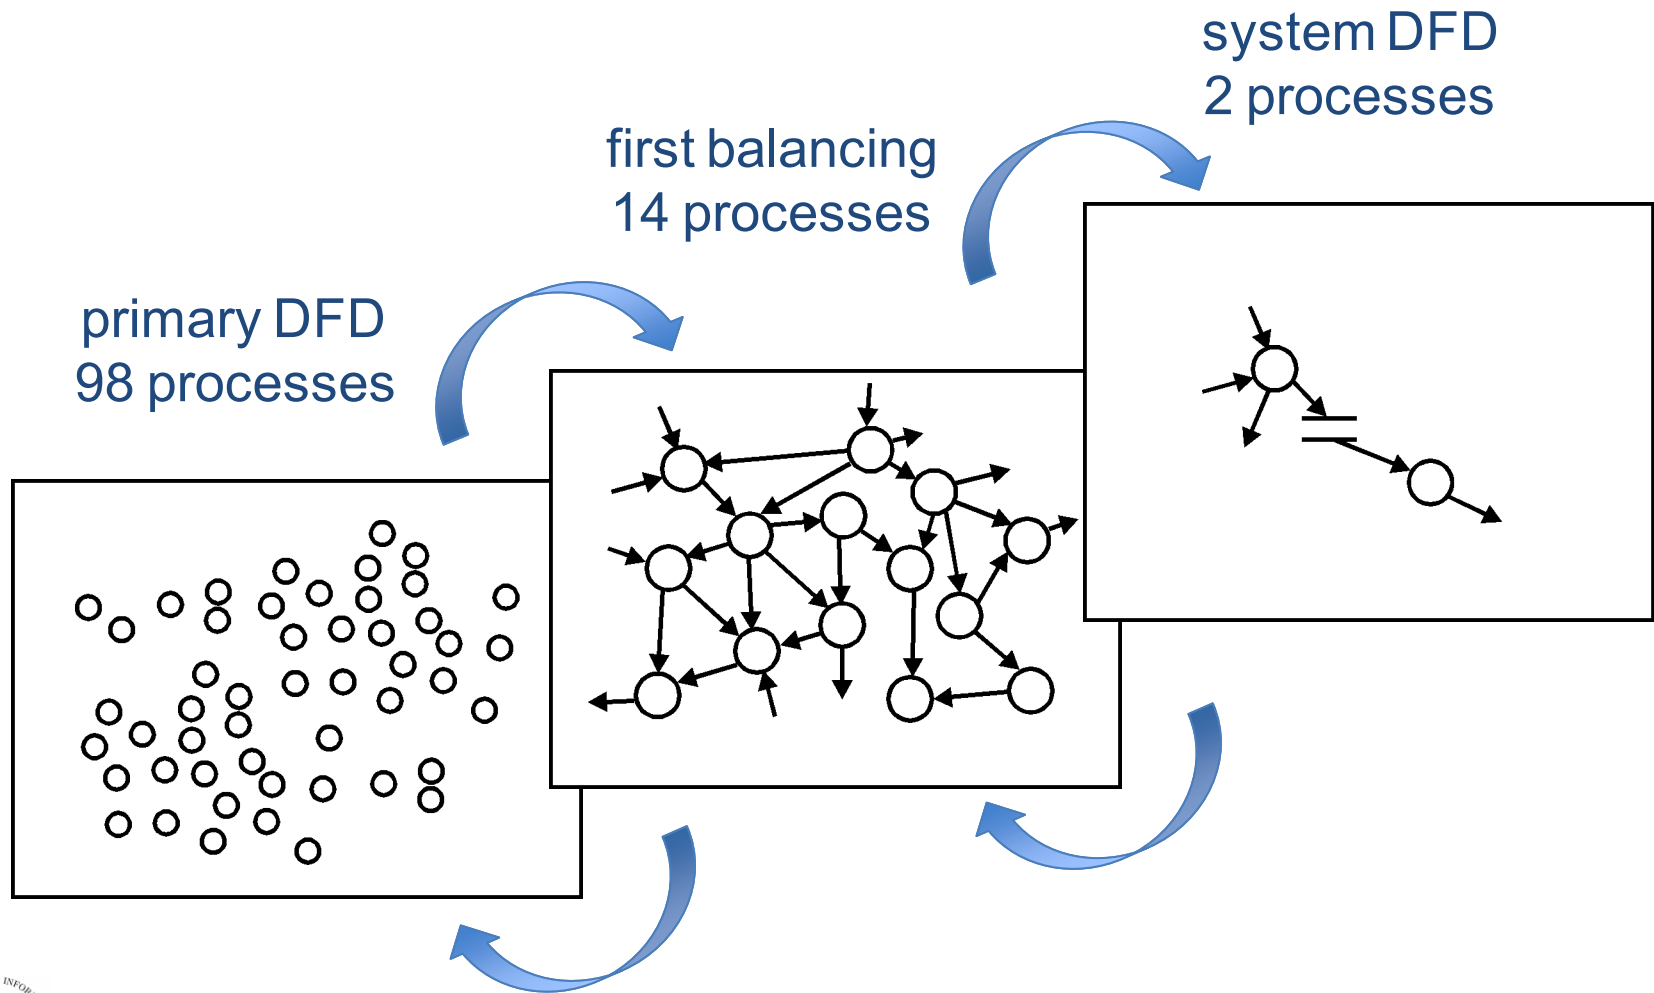 system DFD
2 processes
first balancing
14 processes
primary DFD
98 processes